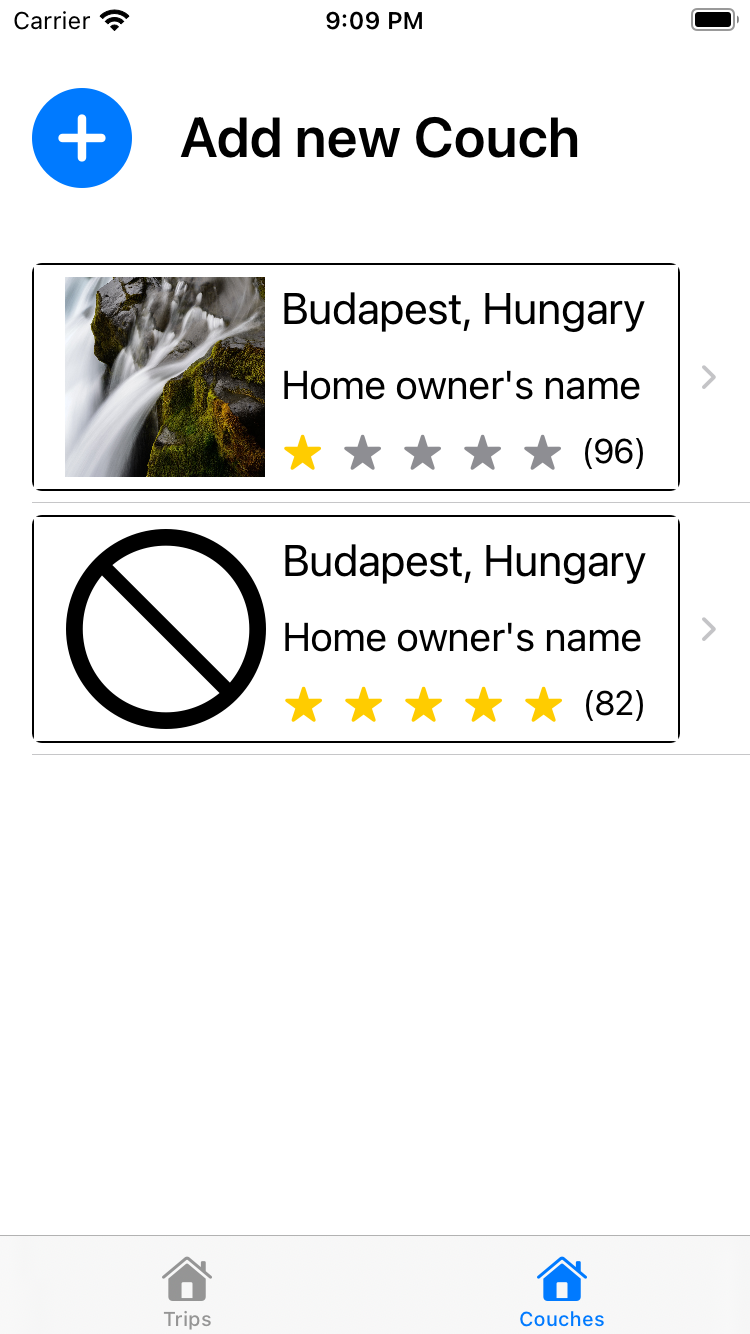 Carrier 9:09 PM
Add new Couch
Budapest, Hungary
Home owner's name
(96)
Budapest, Hungary
Home owner's name
(82)
Trips Couches